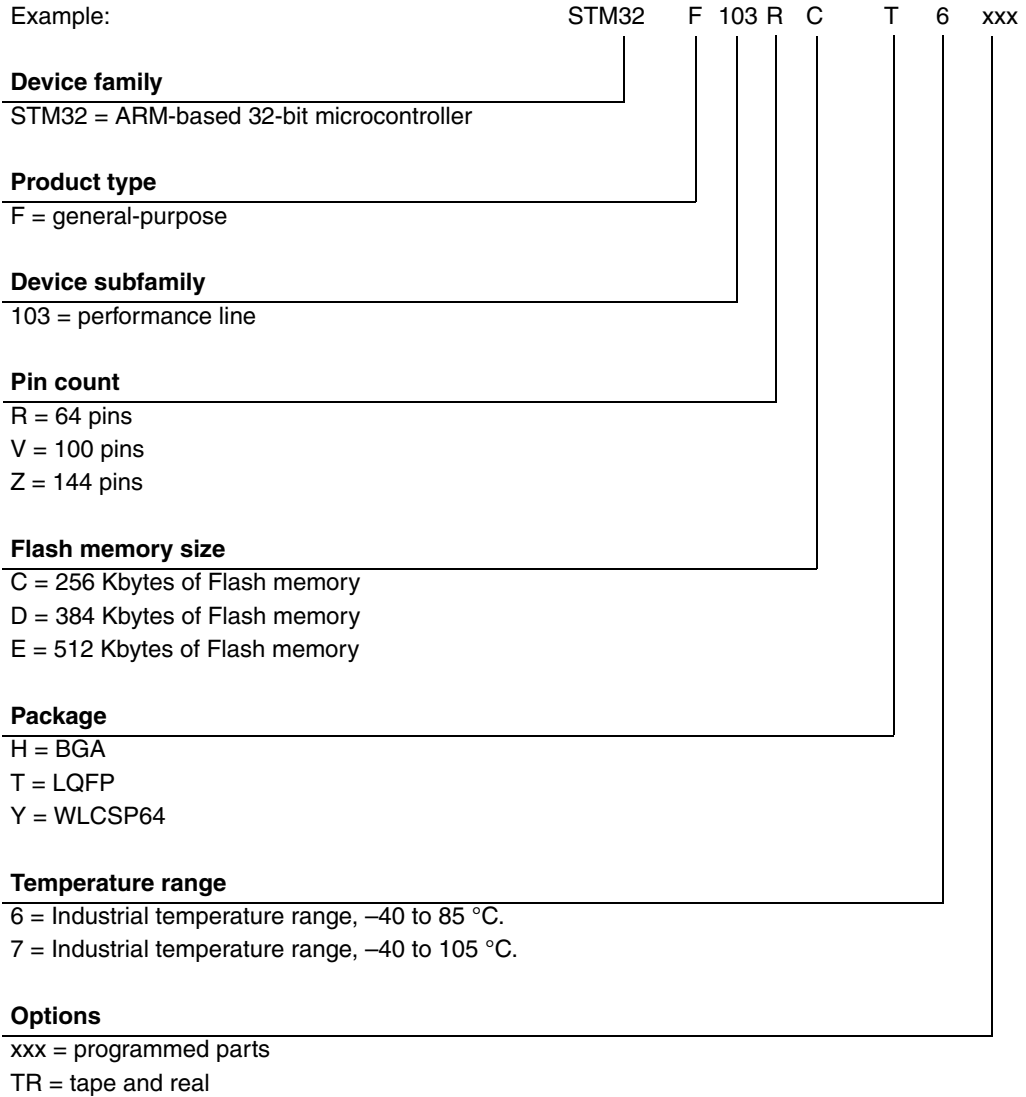 Example: STM32 F 103 R C T 6 xxx
Device family
STM32 = ARM-based 32-bit microcontroller
Product type
F = general-purpose
Device subfamily
103 = performance line
Pin count
R = 64 pins
V = 100 pins
Z = 144 pins
Flash memory size
C = 256 Kbytes of Flash memory
D = 384 Kbytes of Flash memory
E = 512 Kbytes of Flash memory
Package
H = BGA
T = LQFP
Y = WLCSP64
Temperature range
6 = Industrial temperature range, –40 to 85 °C.
7 = Industrial temperature range, –40 to 105 °C.
Options
xxx = programmed parts
TR = tape and real